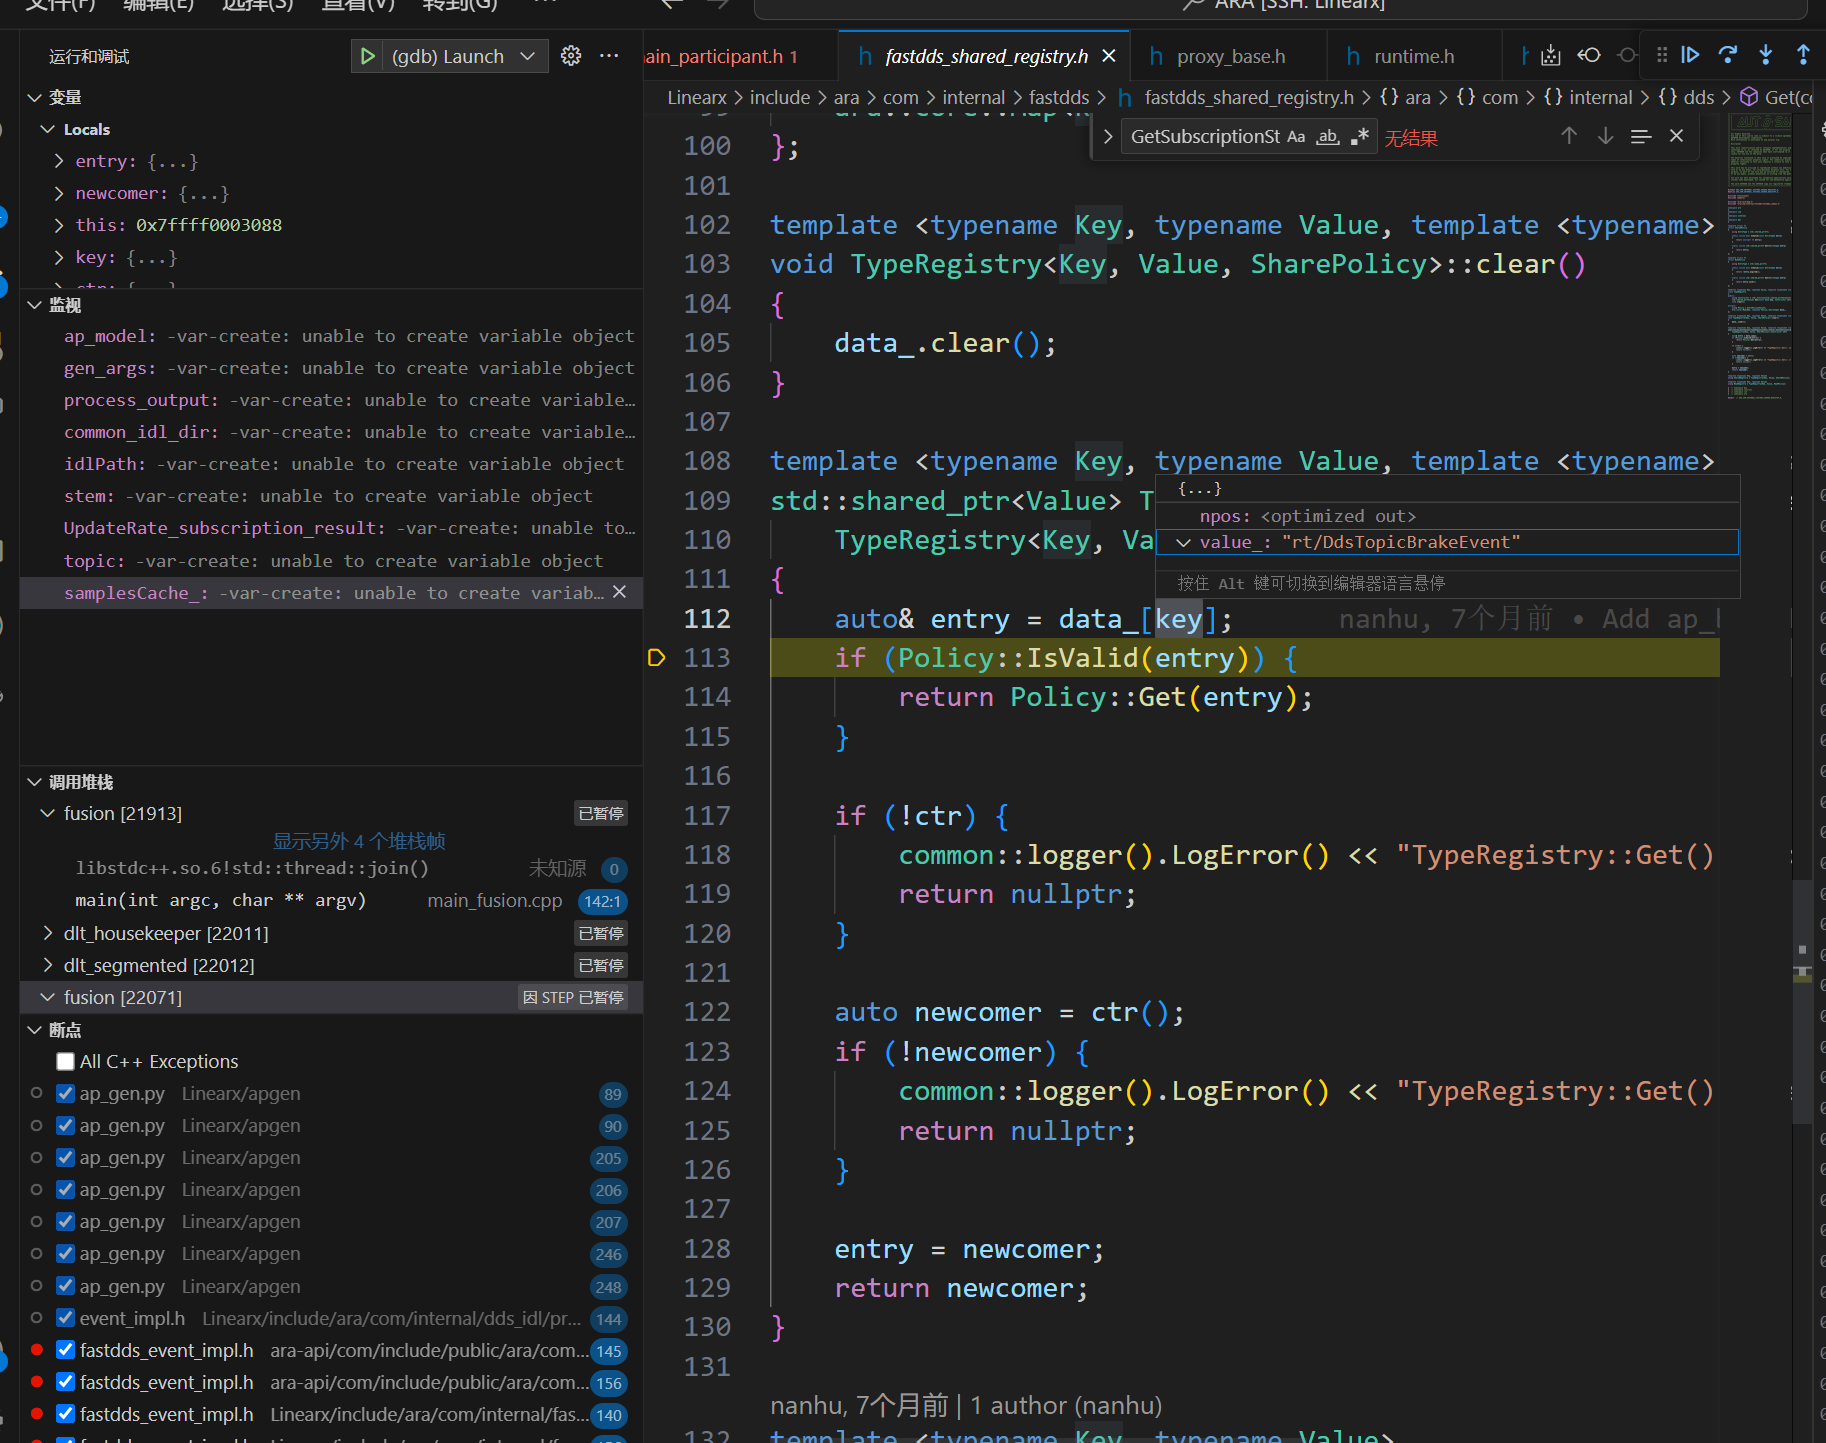 文件(F) 编辑(E) 选择(S) 查看(V) 转到(G) ···
ARA [SSH: Linearx]
运行和调试
(gdb) Launch
ain_participant.h 1
fastdds_shared_registry.h
proxy_base.h
runtime.h
变量
Locals
entry: {...}
newcomer: {...}
this: 0x7ffff0003088
key: {...}
ctr: {...}
监视
ap_model: -var-create: unable to create variable object
gen_args: -var-create: unable to create variable object
process_output: -var-create: unable to create variable…
common_idl_dir: -var-create: unable to create variable…
idlPath: -var-create: unable to create variable object
stem: -var-create: unable to create variable object
UpdateRate_subscription_result: -var-create: unable to…
topic: -var-create: unable to create variable object
samplesCache_: -var-create: unable to create variab…
调用堆栈
fusion [21913] 已暂停
显示另外 4 个堆栈帧
libstdc++.so.6!std::thread::join() 未知源 0
main(int argc, char ** argv) main_fusion.cpp 142:1
dlt_housekeeper [22011] 已暂停
dlt_segmented [22012] 已暂停
fusion [22071] 因 STEP 已暂停
断点
All C++ Exceptions
ap_gen.py Linearx/apgen 89
ap_gen.py Linearx/apgen 90
ap_gen.py Linearx/apgen 205
ap_gen.py Linearx/apgen 206
ap_gen.py Linearx/apgen 207
ap_gen.py Linearx/apgen 246
ap_gen.py Linearx/apgen 248
event_impl.h Linearx/include/ara/com/internal/dds_idl/pr... 144
fastdds_event_impl.h ara-api/com/include/public/ara/com... 145
fastdds_event_impl.h ara-api/com/include/public/ara/com... 156
fastdds_event_impl.h Linearx/include/ara/com/internal/fas... 140
Linearx > include > ara > com > internal > fastdds > fastdds_shared_registry.h > {} ara > {} com > {} internal > {} dds > Get(co
GetSubscriptionSt Aa ab .* 无结果
100 };
101
102 template <typename Key, typename Value, template <typename>
103 void TypeRegistry<Key, Value, SharePolicy>::clear()
104 {
105 data_.clear();
106 }
107
108 template <typename Key, typename Value, template <typename>
109 std::shared_ptr<Value> T
110 TypeRegistry<Key, Va
111 {
112 auto& entry = data_[key]; nanhu, 7个月前 • Add ap_b
113 if (Policy::IsValid(entry)) {
114 return Policy::Get(entry);
115 }
116
117 if (!ctr) {
118 common::logger().LogError() << "TypeRegistry::Get()
119 return nullptr;
120 }
121
122 auto newcomer = ctr();
123 if (!newcomer) {
124 common::logger().LogError() << "TypeRegistry::Get()
125 return nullptr;
126 }
127
128 entry = newcomer;
129 return newcomer;
130 }
131
nanhu, 7个月前 | 1 author (nanhu)
132 template <typename Key, typename Value>
{...}
npos: <optimized out>
value_: "rt/DdsTopicBrakeEvent"
按住 Alt 键可切换到编辑器语言悬停